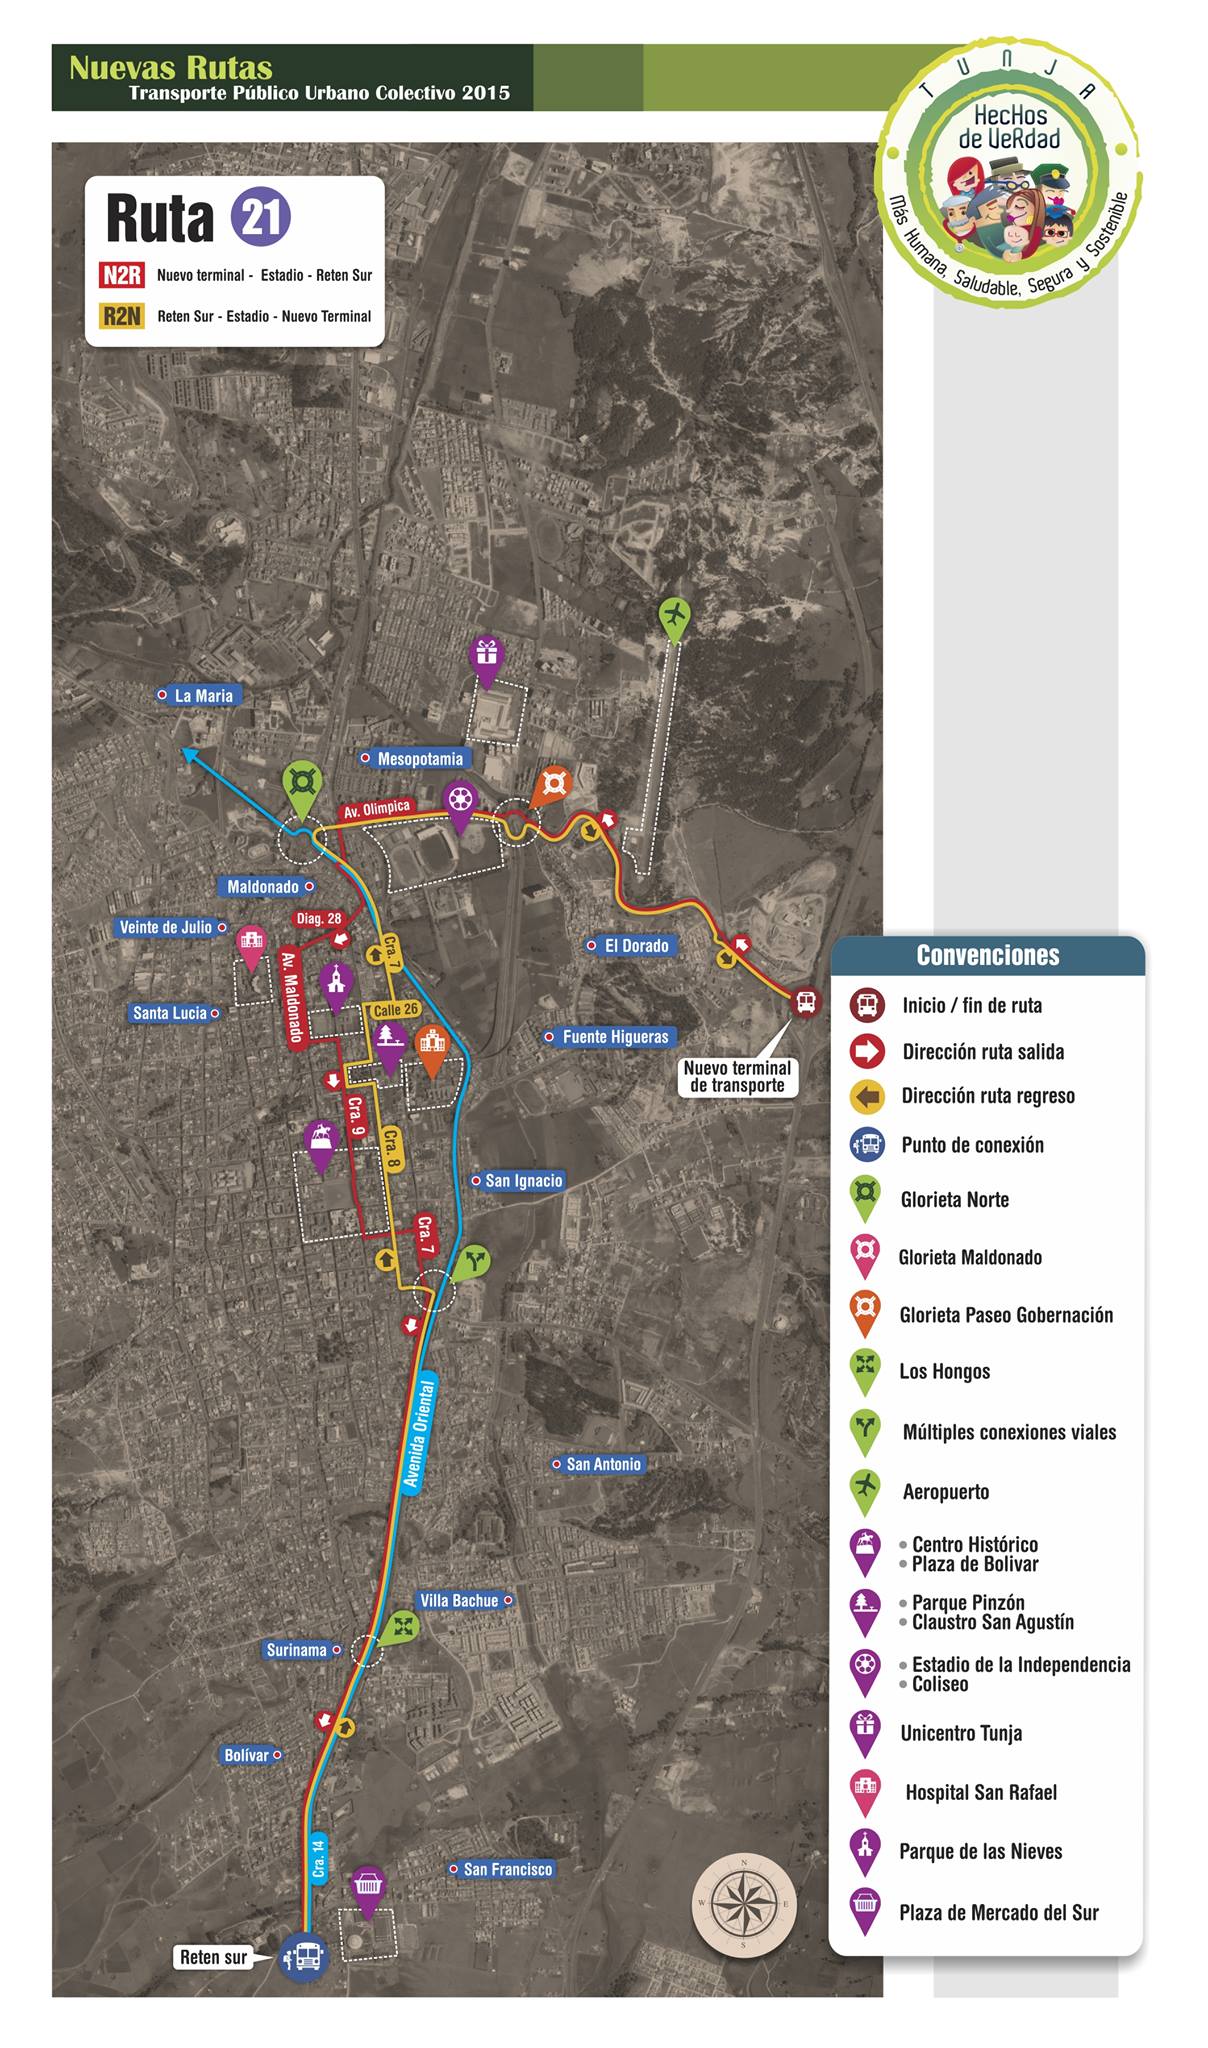 Nuevas Rutas
Transporte Público Urbano Colectivo 2015
TUNJA
HecHos
de VeRdad
Más Humana, Saludable, Segura y Sostenible
Ruta 21
N2R Nuevo terminal - Estadio - Reten Sur
R2N Reten Sur - Estadio - Nuevo Terminal
La Maria
Mesopotamia
Av. Olimpica
Maldonado
Diag. 28
Veinte de Julio
Cra. 7
El Dorado
Av. Maldonado
Santa Lucia
Calle 26
Fuente Higueras
Nuevo terminal
de transporte
Cra. 9
Cra. 8
San Ignacio
Cra. 7
Avenida Oriental
San Antonio
Villa Bachue
Surinama
Bolívar
Cra. 14
San Francisco
Reten sur
N
W
E
S
Convenciones
Inicio / fin de ruta
Dirección ruta salida
Dirección ruta regreso
Punto de conexión
Glorieta Norte
Glorieta Maldonado
Glorieta Paseo Gobernación
Los Hongos
Múltiples conexiones viales
Aeropuerto
• Centro Histórico
• Plaza de Bolivar
• Parque Pinzón
• Claustro San Agustín
• Estadio de la Independencia
• Coliseo
Unicentro Tunja
Hospital San Rafael
Parque de las Nieves
Plaza de Mercado del Sur